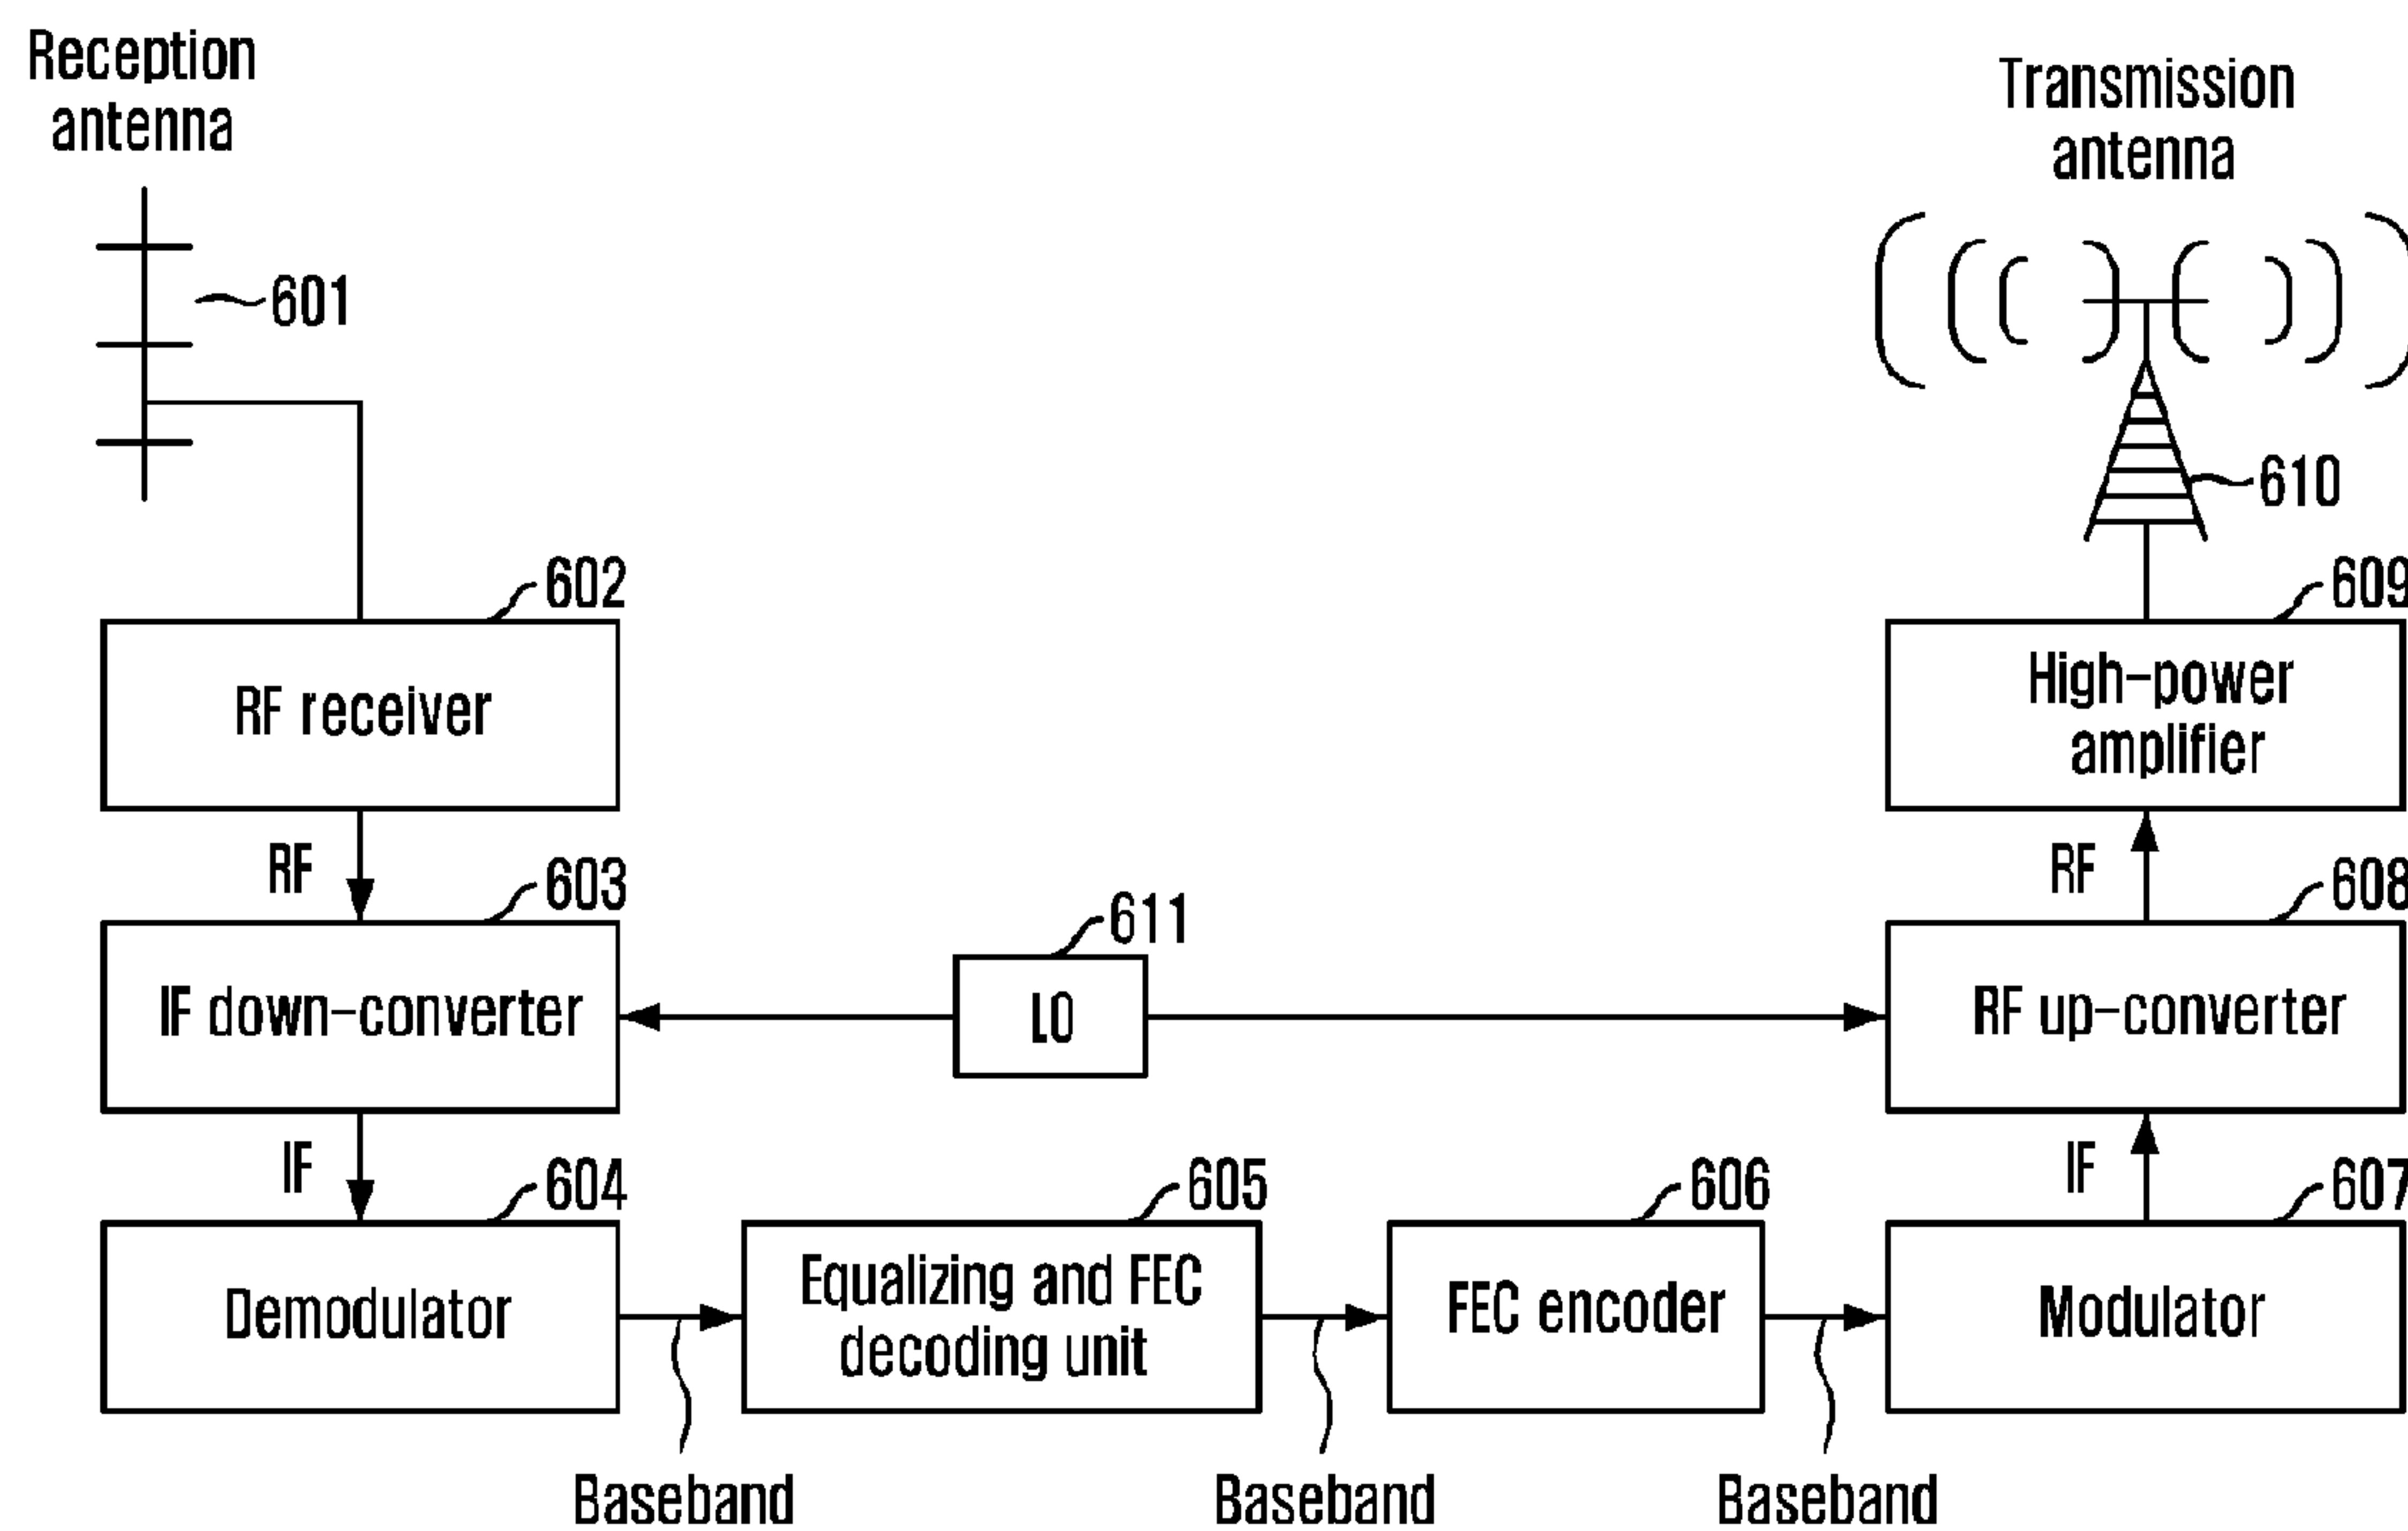 Reception
antenna
Transmission
antenna
601
610
602
609
RF receiver
High-power
amplifier
RF
RF
603
611
608
IF down-converter
LO
RF up-converter
IF
IF
604
605
606
607
Demodulator
Equalizing and FEC
decoding unit
FEC encoder
Modulator
Baseband
Baseband
Baseband